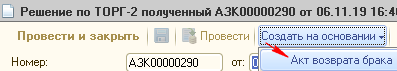 Решение по ТОРГ-2 полученный АЗК00000290 от 06.11.19 16:4
Провести и закрыть Провести Создать на основании
Номер: АЗК00000290 от: Акт возврата брака